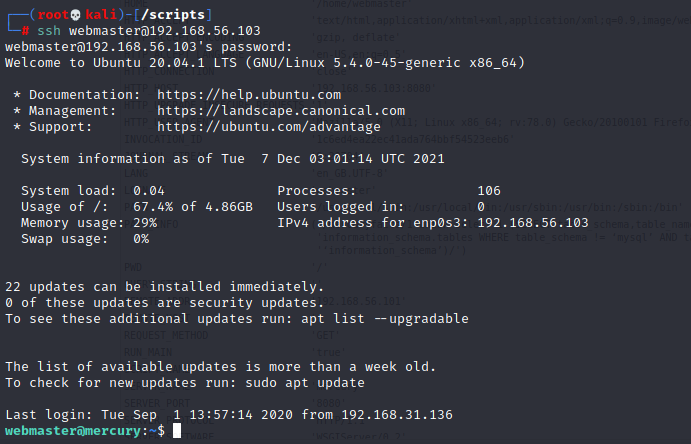 ┌──(root💀kali)-[/scripts]
└─# ssh webmaster@192.168.56.103
webmaster@192.168.56.103's password:
Welcome to Ubuntu 20.04.1 LTS (GNU/Linux 5.4.0-45-generic x86_64)
* Documentation: https://help.ubuntu.com
* Management: https://landscape.canonical.com
* Support: https://ubuntu.com/advantage
System information as of Tue 7 Dec 03:01:14 UTC 2021
System load: 0.04 Processes: 106
Usage of /: 67.4% of 4.86GB Users logged in: 0
Memory usage: 29% IPv4 address for enp0s3: 192.168.56.103
Swap usage: 0%
22 updates can be installed immediately.
0 of these updates are security updates.
To see these additional updates run: apt list --upgradable
The list of available updates is more than a week old.
To check for new updates run: sudo apt update
Last login: Tue Sep 1 13:57:14 2020 from 192.168.31.136
webmaster@mercury:~$